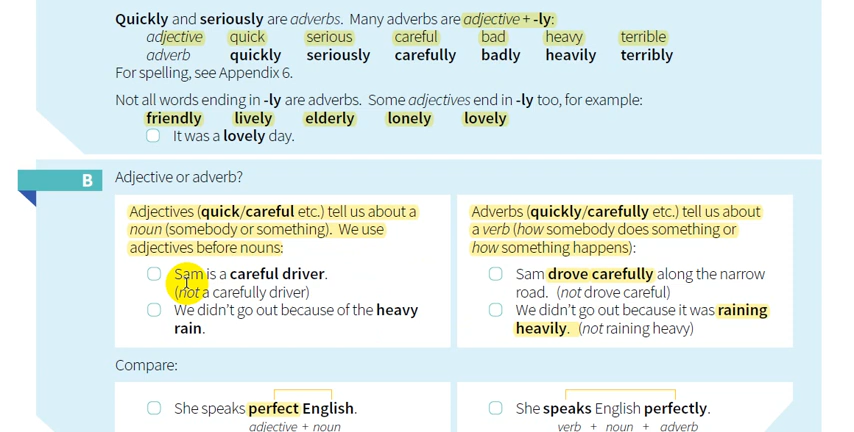 Quickly and seriously are adverbs. Many adverbs are adjective + -ly:
adjective quick serious careful bad heavy terrible
adverb quickly seriously carefully badly heavily terribly
For spelling, see Appendix 6.
Not all words ending in -ly are adverbs. Some adjectives end in -ly too, for example:
friendly lively elderly lonely lovely
It was a lovely day.
B Adjective or adverb?
Adjectives (quick/careful etc.) tell us about a
noun (somebody or something). We use
adjectives before nouns:
Sam is a careful driver.
(not a carefully driver)
We didn't go out because of the heavy
rain.
Adverbs (quickly/carefully etc.) tell us about
a verb (how somebody does something or
how something happens):
Sam drove carefully along the narrow
road. (not drove careful)
We didn't go out because it was raining
heavily. (not raining heavy)
Compare:
She speaks perfect English.
adjective + noun
She speaks English perfectly.
verb + noun + adverb